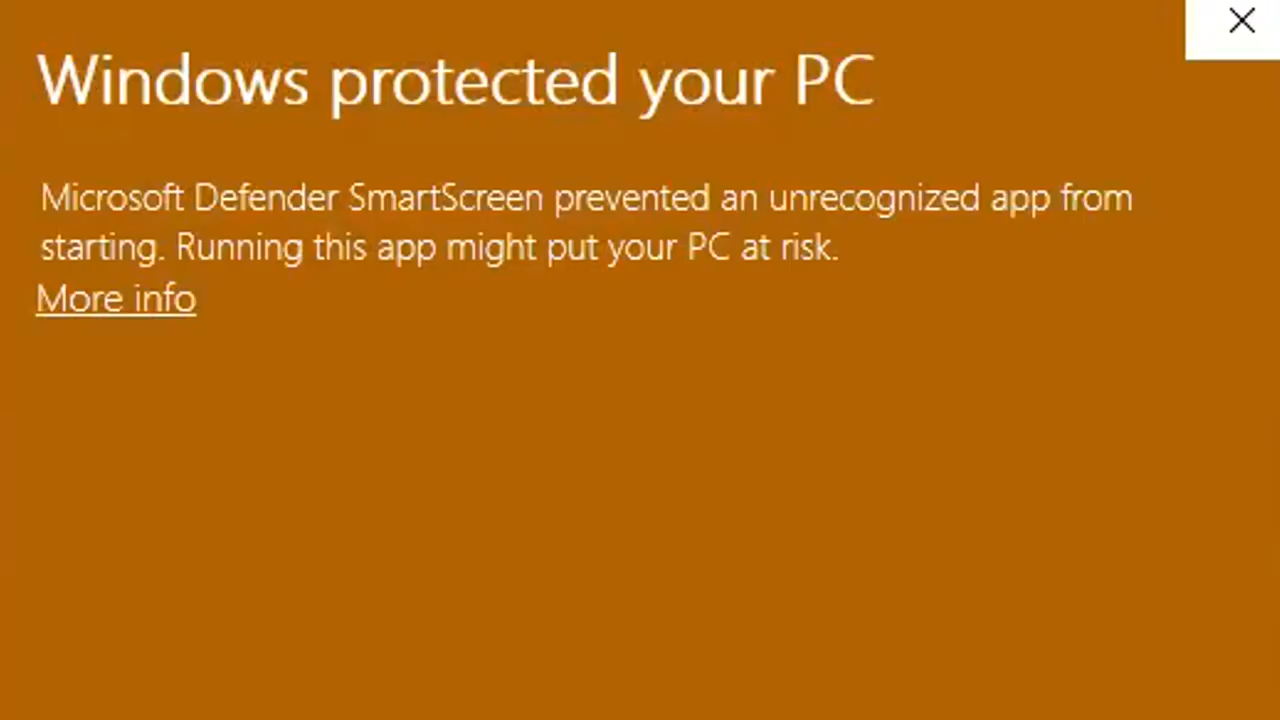 Windows protected your PC
Microsoft Defender SmartScreen prevented an unrecognized app from
starting. Running this app might put your PC at risk.
More info